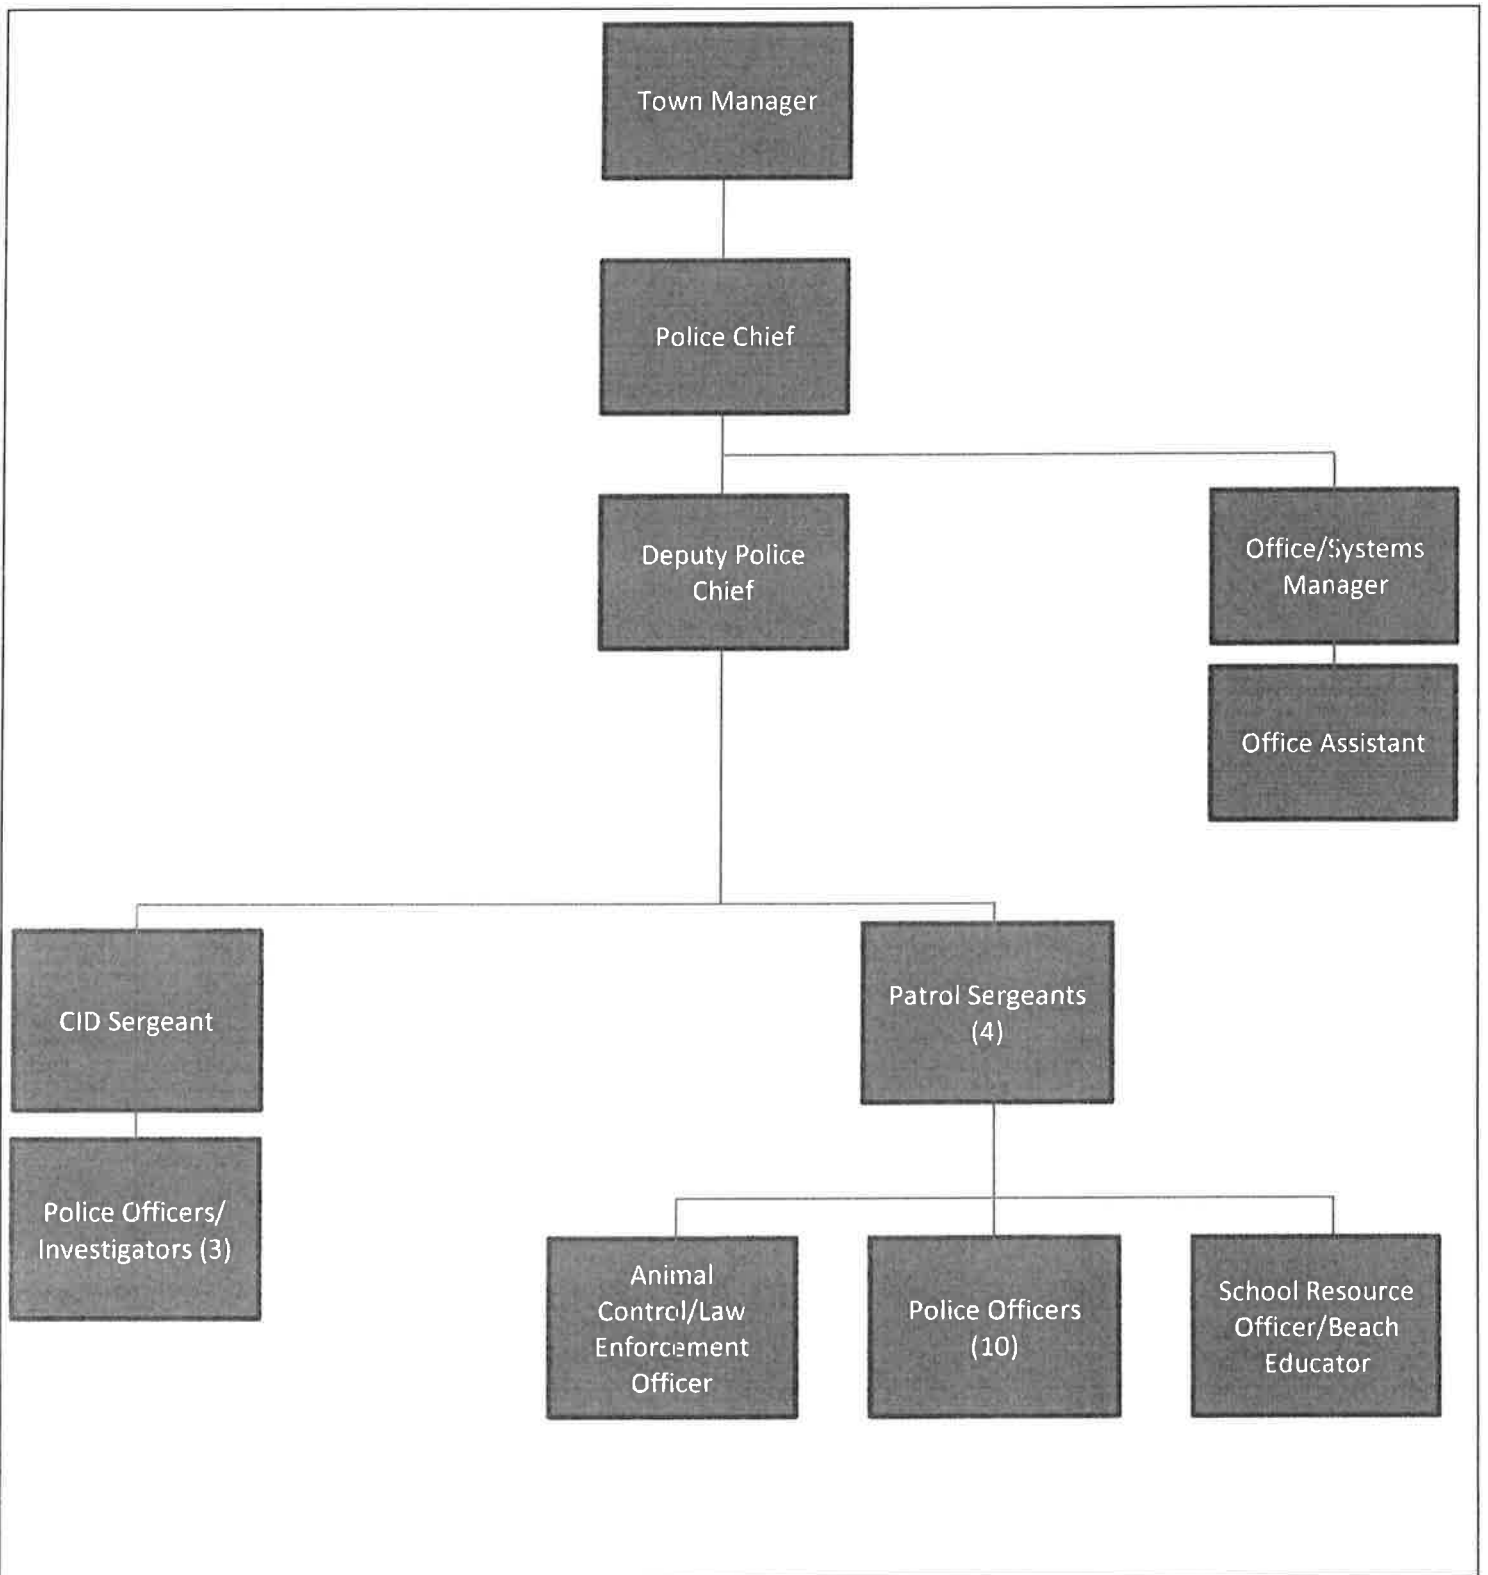 Town Manager
Police Chief
Deputy Police
Chief
Office/Systems
Manager
Office Assistant
CID Sergeant
Patrol Sergeants
(4)
Police Officers/
Investigators (3)
Animal
Control/Law
Enforcement
Officer
Police Officers
(10)
School Resource
Officer/Beach
Educator